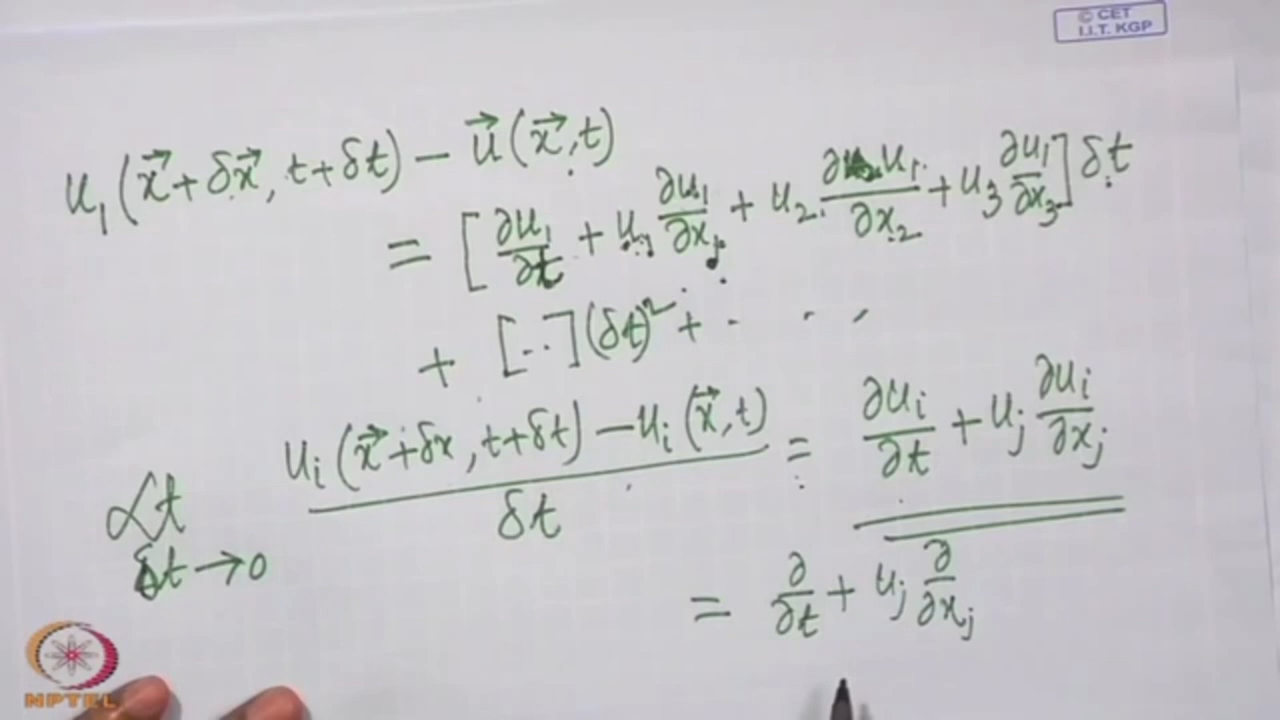 © CET
I.I.T. KGP
u₁(x⃗+δx⃗, t+δt) − u⃗(x⃗,t)
= [∂u₁/∂t + u₁ ∂u₁/∂x₁ + u₂ ∂u₁/∂x₂ + u₃ ∂u₁/∂x₃] δt
+ [..](δt)² + . . .
Lt δt→0 (uᵢ(x⃗+δx, t+δt) − uᵢ(x⃗,t))/δt = ∂uᵢ/∂t + uⱼ ∂uᵢ/∂xⱼ
= ∂/∂t + uⱼ ∂/∂xⱼ
NPTEL